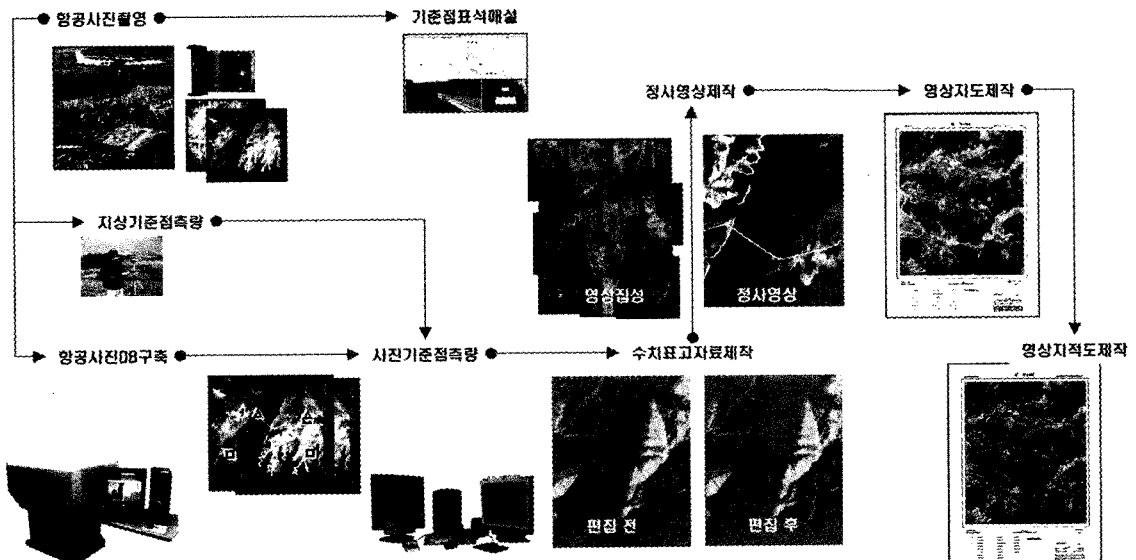 항공사진촬영
기준점표석매설
정사영상제작
영상지도제작
지상기준점측량
영상집성
정사영상
항공사진DB구축
사진기준점측량
수치표고자료제작
영상지적도제작
편집 전
편집 후